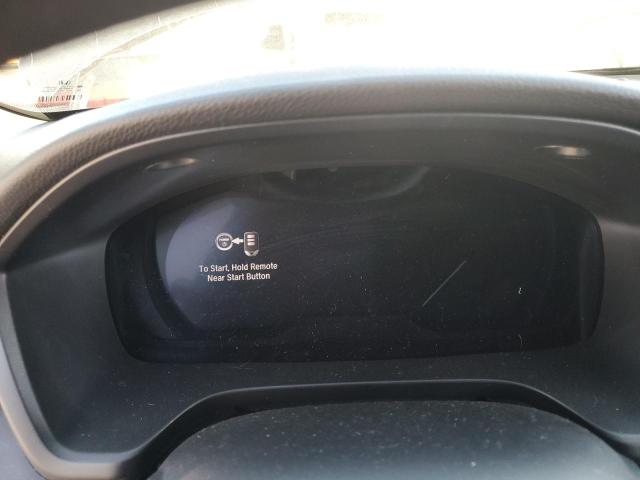 To Start, Hold Remote
Near Start Button